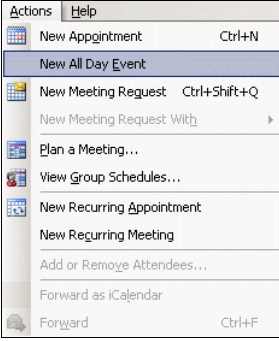 Actions Help
New Appointment Ctrl+N
New All Day Event
New Meeting Request Ctrl+Shift+Q
New Meeting Request With
Plan a Meeting...
View Group Schedules...
New Recurring Appointment
New Recurring Meeting
Add or Remove Attendees...
Forward as iCalendar
Forward Ctrl+F